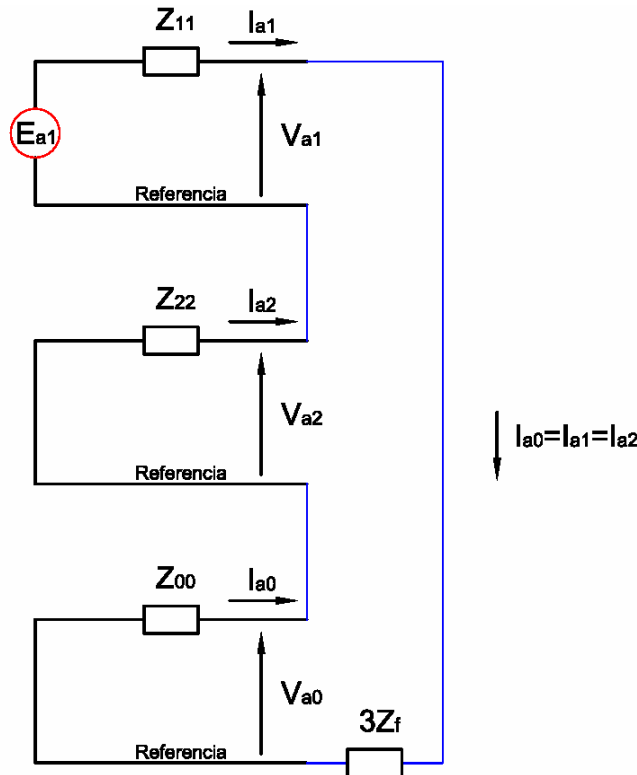 Z11
Ia1
Ea1
Va1
Referencia
Z22
Ia2
Va2
Ia0=Ia1=Ia2
Referencia
Z00
Ia0
Va0
3Zf
Referencia